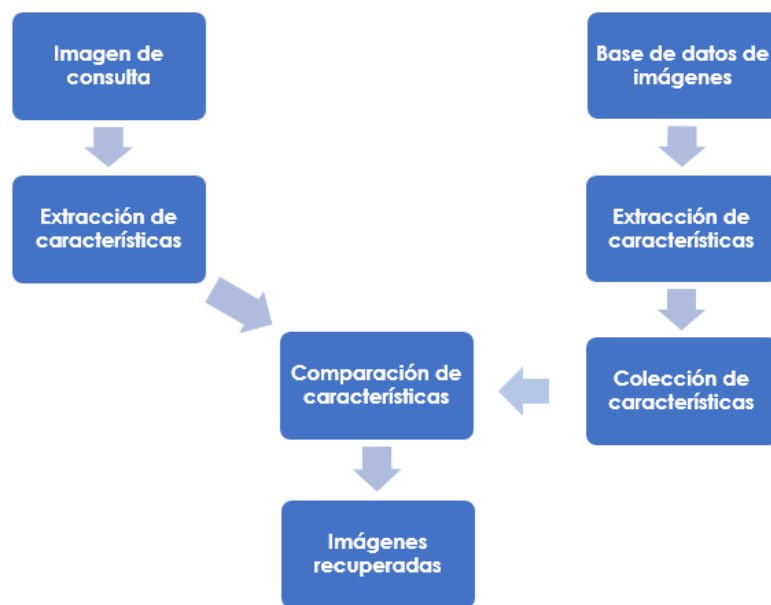 Imagen de
consulta
Base de datos de
imágenes
Extracción de
características
Extracción de
características
Comparación de
características
Colección de
características
Imágenes
recuperadas